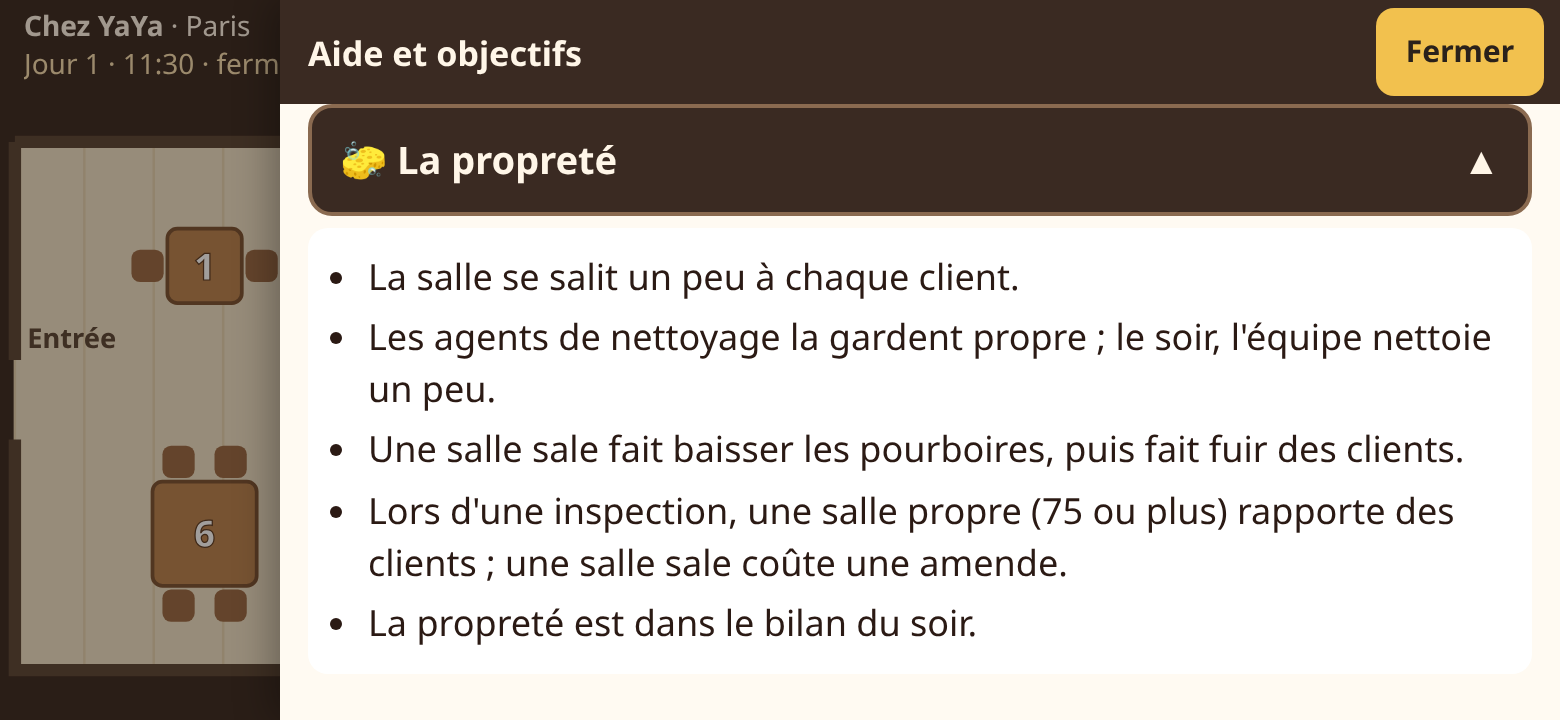 Chez YaYa · Paris
Jour 1 · 11:30 · ferm
Aide et objectifs
Fermer
🧽 La propreté ▲
1
Entrée
6
• La salle se salit un peu à chaque client.
• Les agents de nettoyage la gardent propre ; le soir, l'équipe nettoie
un peu.
• Une salle sale fait baisser les pourboires, puis fait fuir des clients.
• Lors d'une inspection, une salle propre (75 ou plus) rapporte des
clients ; une salle sale coûte une amende.
• La propreté est dans le bilan du soir.